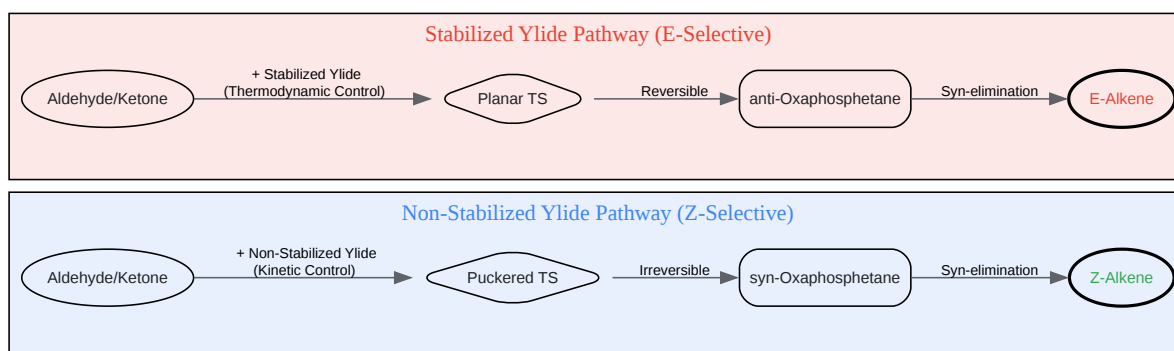 Stabilized Ylide Pathway (E-Selective)
Aldehyde/Ketone
+ Stabilized Ylide
(Thermodynamic Control)
Planar TS
Reversible
anti-Oxaphosphetane
Syn-elimination
E-Alkene
Non-Stabilized Ylide Pathway (Z-Selective)
Aldehyde/Ketone
+ Non-Stabilized Ylide
(Kinetic Control)
Puckered TS
Irreversible
syn-Oxaphosphetane
Syn-elimination
Z-Alkene